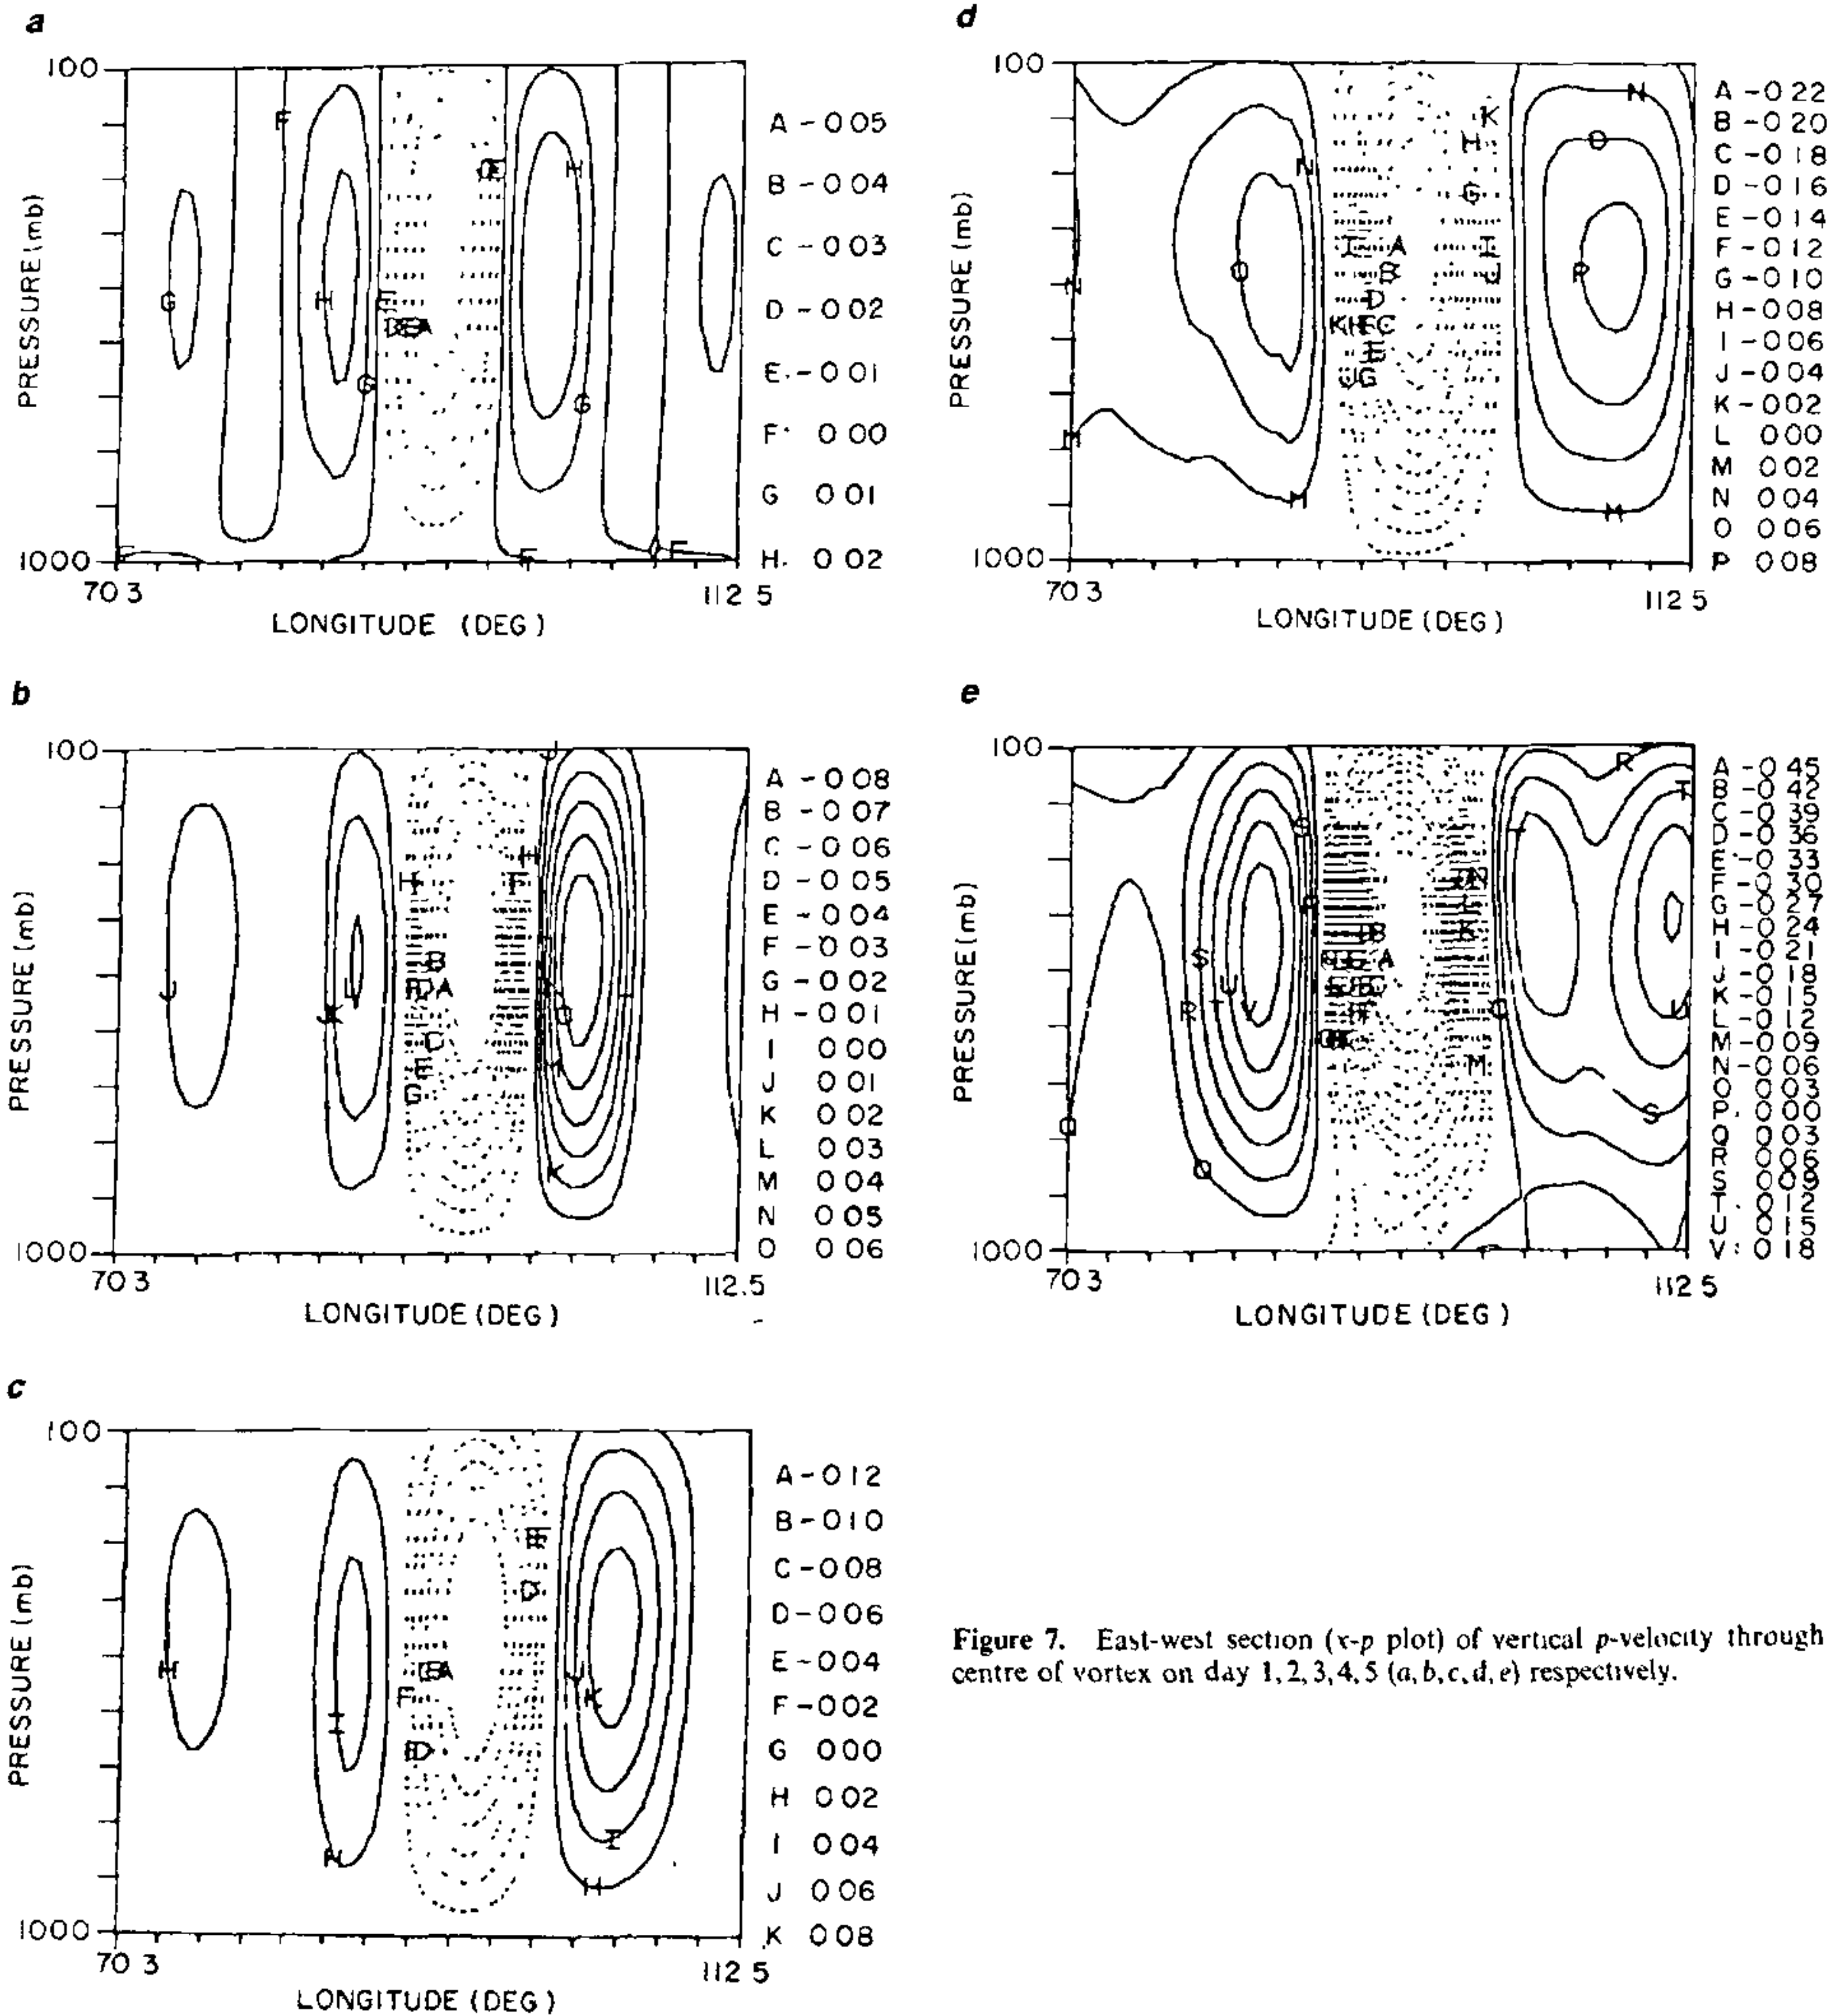 a
100
1000
PRESSURE (mb)
70 3
112 5
LONGITUDE (DEG)
F
G
H
H
G
G
A - 0 05
B - 0 04
C - 0 03
D - 0 02
E. - 0 01
F 0 00
G 0 01
H. 0 02
b
100
1000
PRESSURE (mb)
70 3
112.5
LONGITUDE (DEG)
A - 0 08
B - 0 07
C - 0 06
D - 0 05
E - 0 04
F - 0 03
G - 0 02
H - 0 01
I 0 00
J 0 01
K 0 02
L 0 03
M 0 04
N 0 05
O 0 06
c
100
1000
PRESSURE (mb)
70 3
112 5
LONGITUDE (DEG)
A - 0 12
B - 0 10
C - 0 08
D - 0 06
E - 0 04
F - 0 02
G 0 00
H 0 02
I 0 04
J 0 06
K 0 08
d
100
1000
PRESSURE (mb)
70 3
112 5
LONGITUDE (DEG)
A - 0 22
B - 0 20
C - 0 18
D - 0 16
E - 0 14
F - 0 12
G - 0 10
H - 0 08
I - 0 06
J - 0 04
K - 0 02
L 0 00
M 0 02
N 0 04
O 0 06
P 0 08
e
100
1000
PRESSURE (mb)
70 3
112 5
LONGITUDE (DEG)
A - 0 45
B - 0 42
C - 0 39
D - 0 36
E - 0 33
F - 0 30
G - 0 27
H - 0 24
I - 0 21
J - 0 18
K - 0 15
L - 0 12
M - 0 09
N - 0 06
O 0 03
P. 0 00
Q 0 03
R 0 06
S 0 09
T 0 12
U 0 15
V: 0 18
Figure 7. East-west section (x-p plot) of vertical p-velocity through
centre of vortex on day 1, 2, 3, 4, 5 (a, b, c, d, e) respectively.